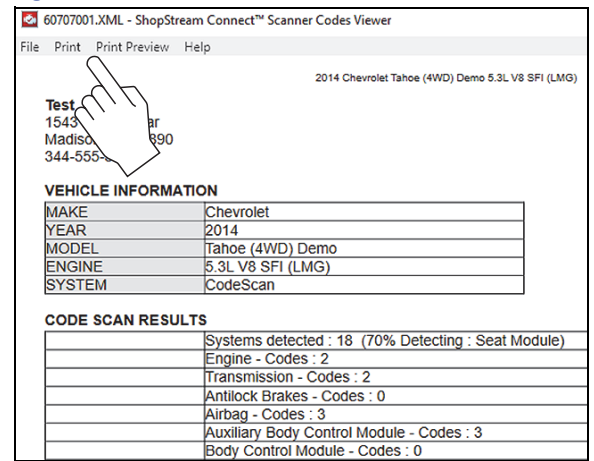 60707001.XML - ShopStream Connect™ Scanner Codes Viewer
File Print Print Preview Help
2014 Chevrolet Tahoe (4WD) Demo 5.3L V8 SFI (LMG)
Test
1543 ar
Madiso 390
344-555-
VEHICLE INFORMATION
MAKE Chevrolet
YEAR 2014
MODEL Tahoe (4WD) Demo
ENGINE 5.3L V8 SFI (LMG)
SYSTEM CodeScan
CODE SCAN RESULTS
Systems detected : 18 (70% Detecting : Seat Module)
Engine - Codes : 2
Transmission - Codes : 2
Antilock Brakes - Codes : 0
Airbag - Codes : 3
Auxiliary Body Control Module - Codes : 3
Body Control Module - Codes : 0